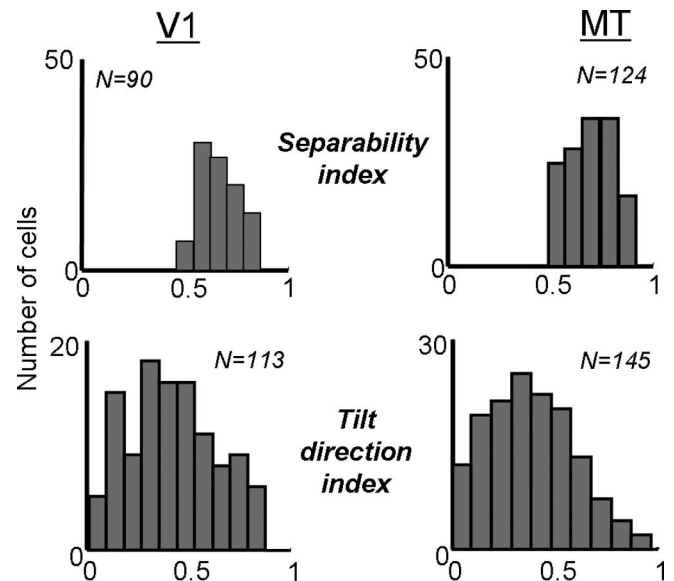 V1
MT
50
N=90
50
N=124
Separability
index
Number of cells
0
0
0.5
1
0
0
0.5
1
20
N=113
30
N=145
Tilt
direction
index
0
0
0.5
1
0
0
0.5
1